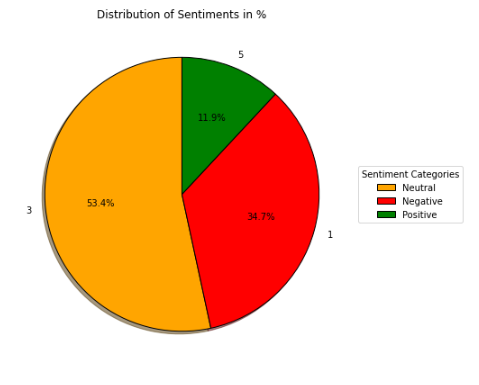 Distribution of Sentiments in %
5
11.9%
Sentiment Categories
Neutral
Negative
Positive
53.4%
3
34.7%
1